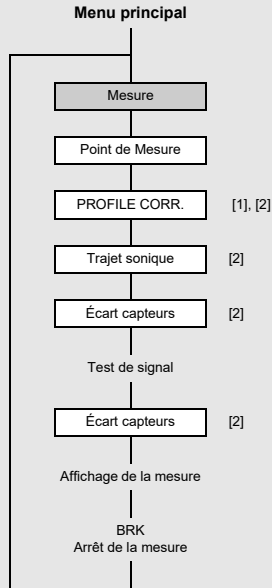 Menu principal
Mesure
Point de Mesure
PROFILE CORR. [1], [2]
Trajet sonique [2]
Écart capteurs [2]
Test de signal
Écart capteurs [2]
Affichage de la mesure
BRK
Arrêt de la mesure